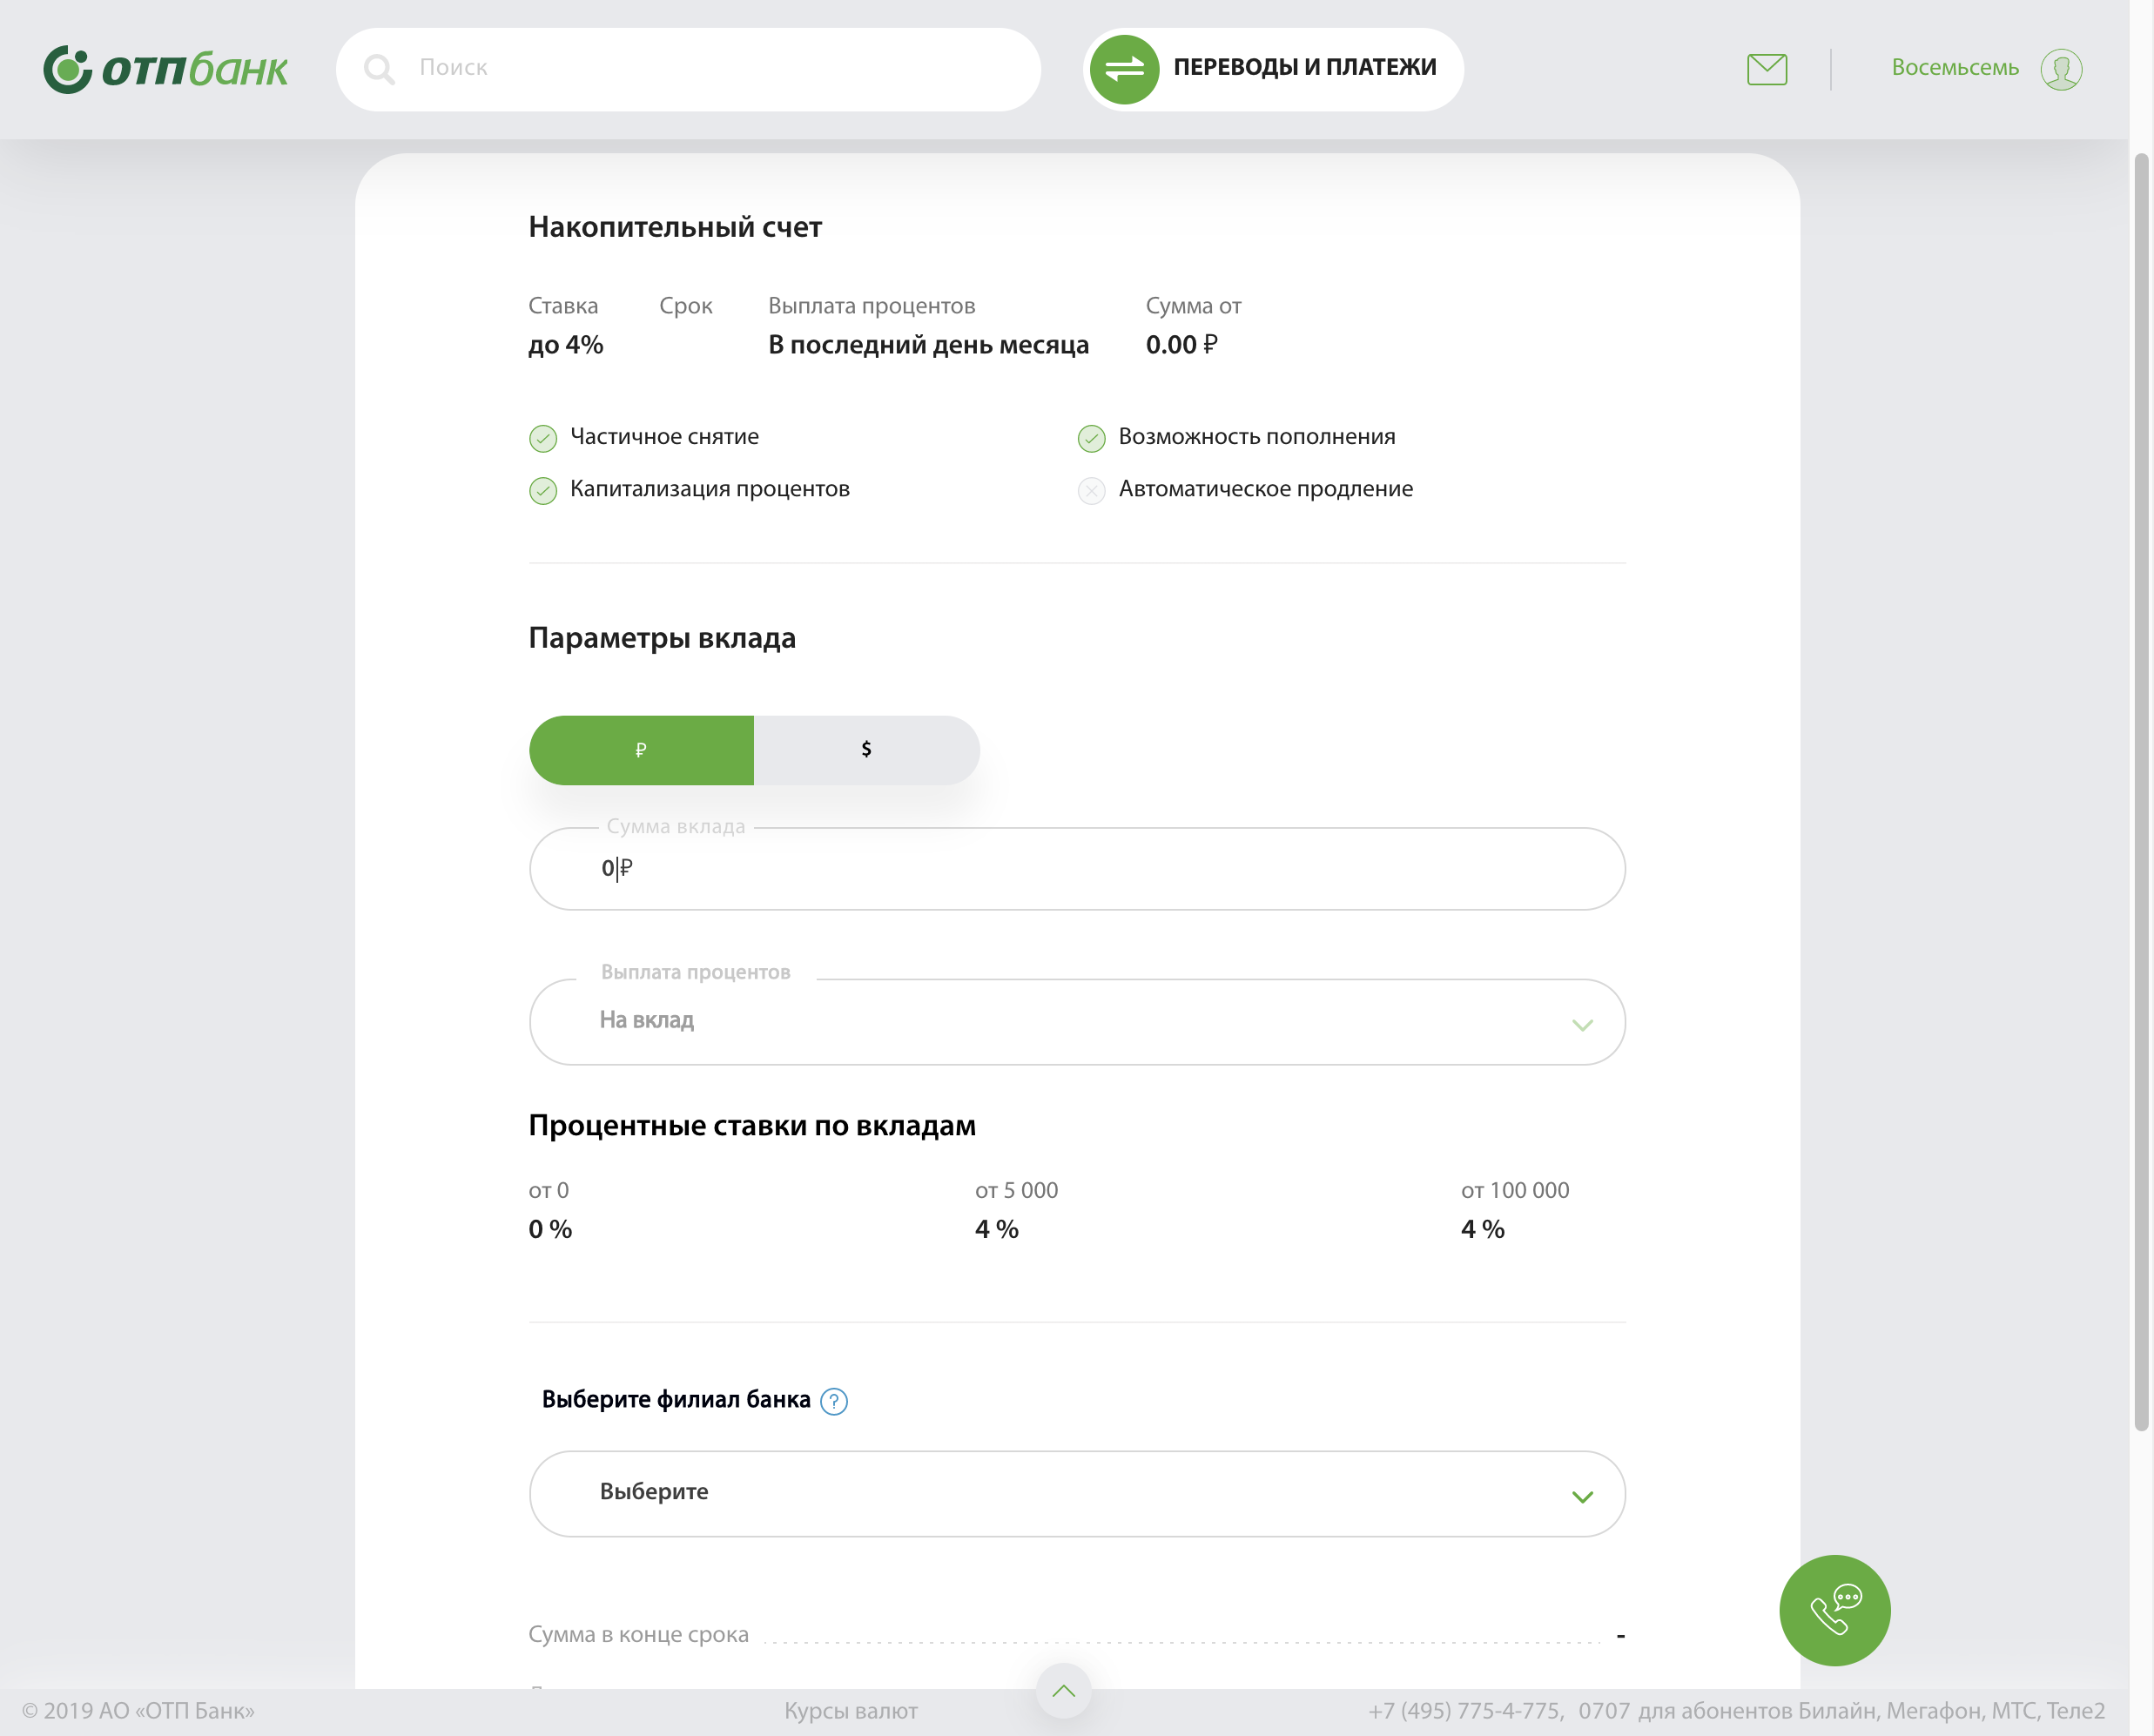 ОТПбанк
Поиск
ПЕРЕВОДЫ И ПЛАТЕЖИ
Восемьсемь
Накопительный счет
Ставка Срок Выплата процентов Сумма от
до 4% В последний день месяца 0.00 ₽
Частичное снятие Возможность пополнения
Капитализация процентов Автоматическое продление
Параметры вклада
₽ $
Сумма вклада
0₽
Выплата процентов
На вклад
Процентные ставки по вкладам
от 0 от 5 000 от 100 000
0 % 4 % 4 %
Выберите филиал банка ?
Выберите
Сумма в конце срока -
© 2019 АО «ОТП Банк» Курсы валют +7 (495) 775-4-775, 0707 для абонентов Билайн, Мегафон, МТС, Теле2